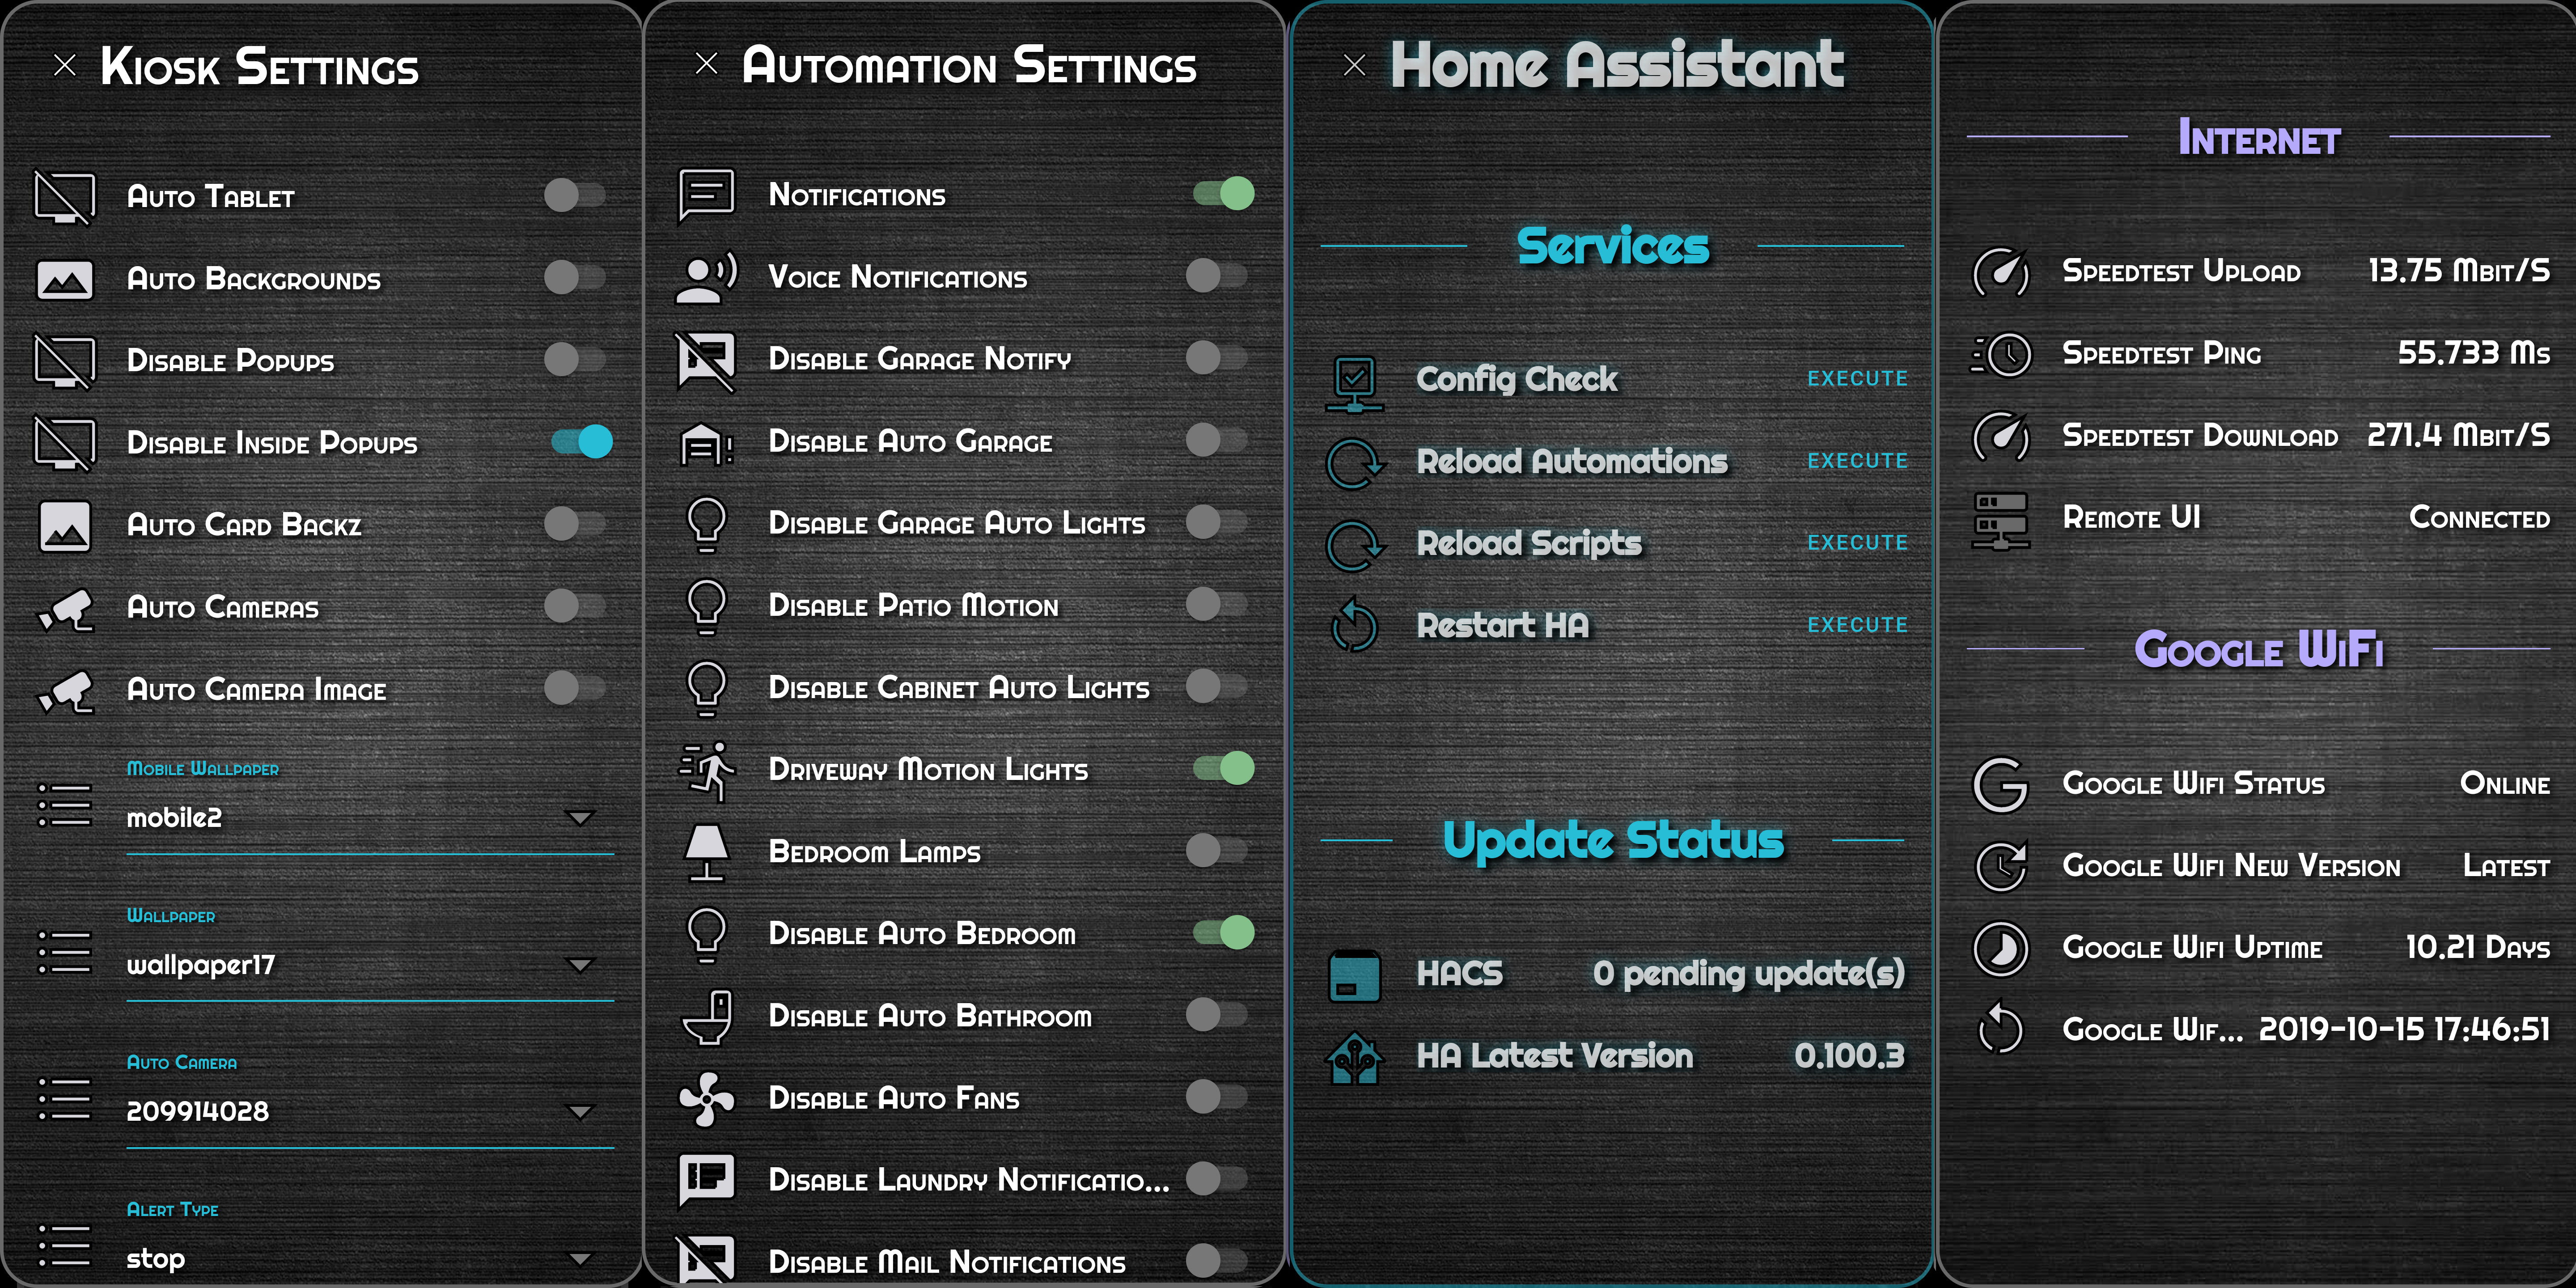 Kiosk Settings
Auto Tablet
Auto Backgrounds
Disable Popups
Disable Inside Popups
Auto Card Backz
Auto Cameras
Auto Camera Image
Mobile Wallpaper
mobile2
Wallpaper
wallpaper17
Auto Camera
209914028
Alert Type
stop
Automation Settings
Notifications
Voice Notifications
Disable Garage Notify
Disable Auto Garage
Disable Garage Auto Lights
Disable Patio Motion
Disable Cabinet Auto Lights
Driveway Motion Lights
Bedroom Lamps
Disable Auto Bedroom
Disable Auto Bathroom
Disable Auto Fans
Disable Laundry Notificatio...
Disable Mail Notifications
Home Assistant
Services
Config Check EXECUTE
Reload Automations EXECUTE
Reload Scripts EXECUTE
Restart HA EXECUTE
Update Status
HACS 0 pending update(s)
HA Latest Version 0.100.3
Internet
Speedtest Upload 13.75 Mbit/S
Speedtest Ping 55.733 Ms
Speedtest Download 271.4 Mbit/S
Remote UI Connected
Google WiFi
Google Wifi Status Online
Google Wifi New Version Latest
Google Wifi Uptime 10.21 Days
Google Wif... 2019-10-15 17:46:51